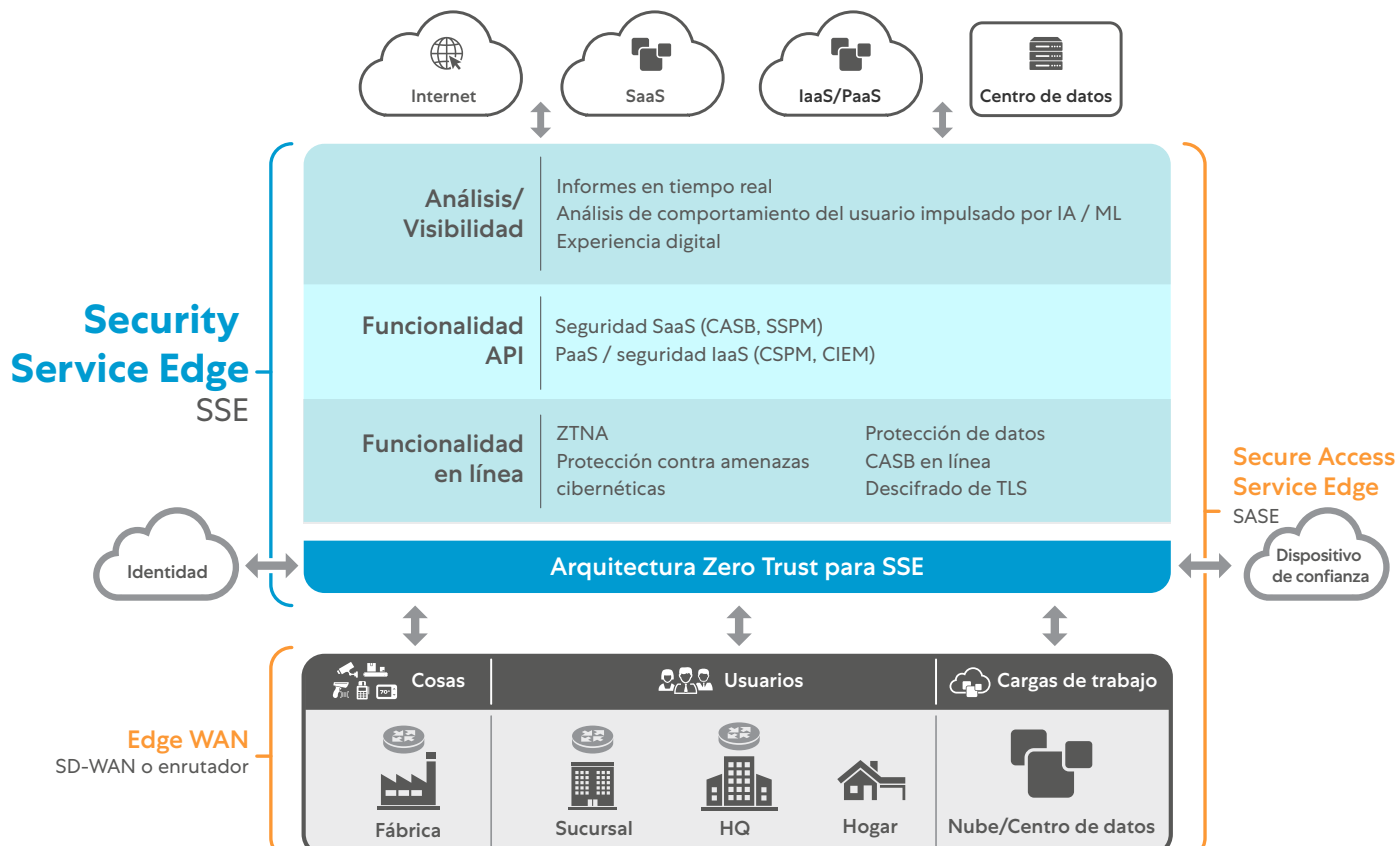 Internet
SaaS
IaaS/PaaS
Centro de datos
Análisis/
Visibilidad
Informes en tiempo real
Análisis de comportamiento del usuario impulsado por IA / ML
Experiencia digital
Security
Service Edge
SSE
Funcionalidad
API
Seguridad SaaS (CASB, SSPM)
PaaS / seguridad IaaS (CSPM, CIEM)
Funcionalidad
en línea
ZTNA
Protección contra amenazas
cibernéticas
Protección de datos
CASB en línea
Descifrado de TLS
Secure Access
Service Edge
SASE
Identidad
Arquitectura Zero Trust para SSE
Dispositivo
de confianza
70°
Cosas
Usuarios
Cargas de trabajo
Edge WAN
SD-WAN o enrutador
Fábrica
Sucursal
HQ
Hogar
Nube/Centro de datos